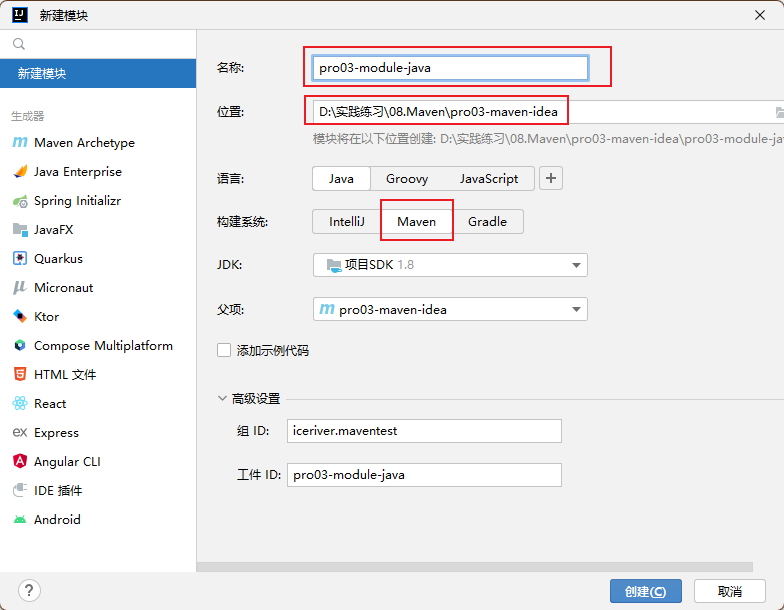 新建模块
新建模块
生成器
Maven Archetype
Java Enterprise
Spring Initializr
JavaFX
Quarkus
Micronaut
Ktor
Compose Multiplatform
HTML 文件
React
Express
Angular CLI
IDE 插件
Android
名称: pro03-module-java
位置: D:\实践练习\08.Maven\pro03-maven-idea
模块将在以下位置创建: D:\实践练习\08.Maven\pro03-maven-idea\pro03-module-ja
语言: Java Groovy JavaScript +
构建系统: IntelliJ Maven Gradle
JDK: 项目SDK 1.8
父项: m pro03-maven-idea
添加示例代码
高级设置
组 ID: iceriver.maventest
工件 ID: pro03-module-java
? 创建(C) 取消